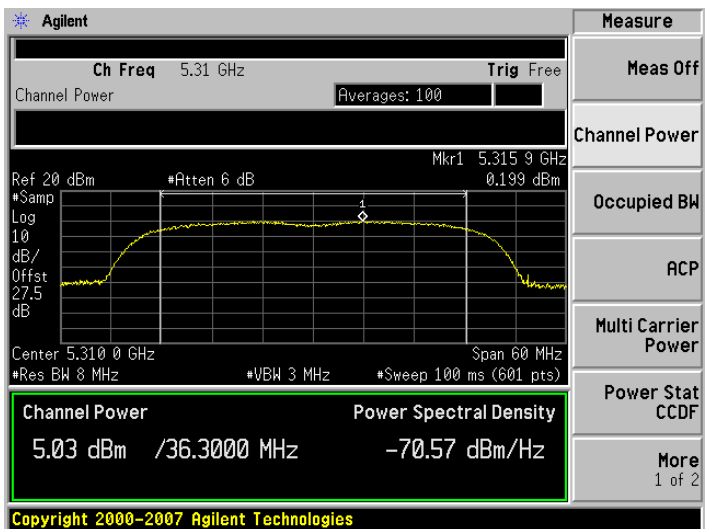 Agilent
Measure
Ch Freq 5.31 GHz Trig Free
Channel Power Averages: 100
Mkr1 5.315 9 GHz
Ref 20 dBm #Atten 6 dB 0.199 dBm
#Samp
Log
10
dB/
Offst
27.5
dB
1
Center 5.310 0 GHz Span 60 MHz
#Res BW 8 MHz #VBW 3 MHz #Sweep 100 ms (601 pts)
Channel Power Power Spectral Density
5.03 dBm /36.3000 MHz -70.57 dBm/Hz
Copyright 2000-2007 Agilent Technologies
Meas Off
Channel Power
Occupied BW
ACP
Multi Carrier
Power
Power Stat
CCDF
More
1 of 2